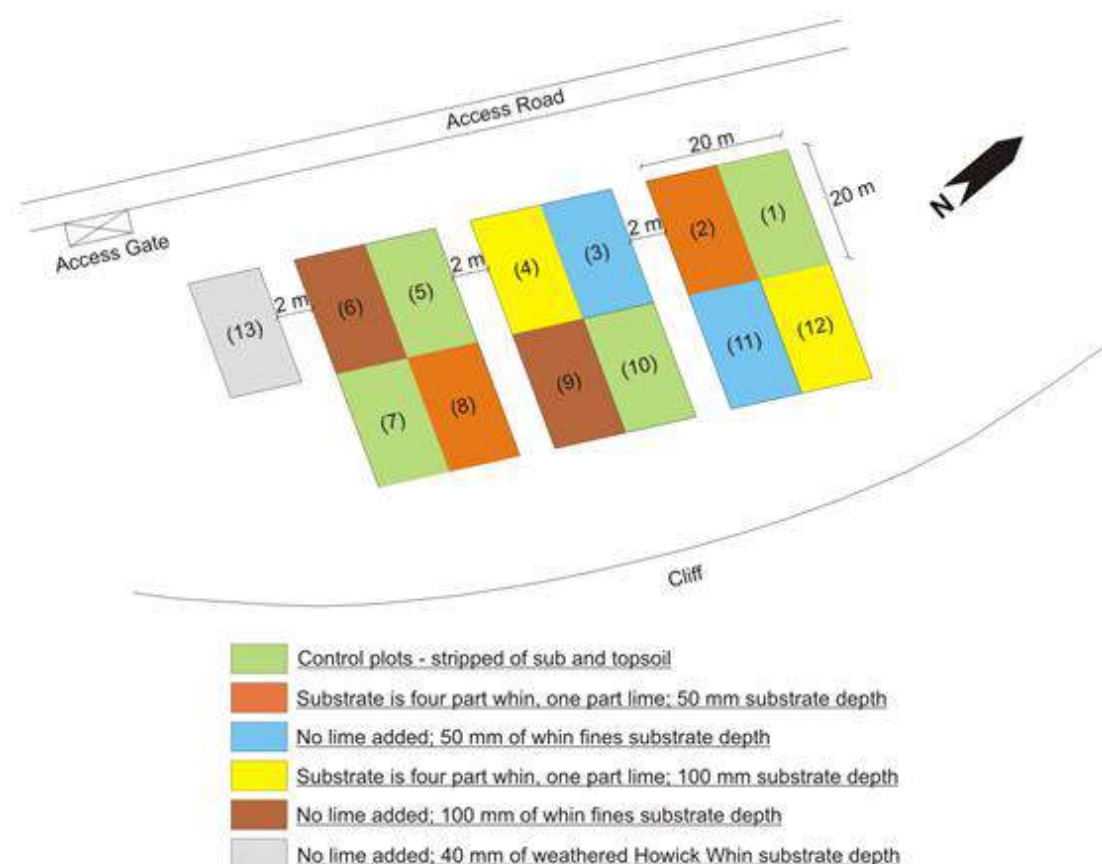 Access Road
20 m
20 m
N
Access Gate
2 m
2 m
2 m
(1)
(2)
(3)
(4)
(5)
(6)
(13)
(12)
(11)
(10)
(9)
(8)
(7)
Cliff
Control plots - stripped of sub and topsoil
Substrate is four part whin, one part lime; 50 mm substrate depth
No lime added; 50 mm of whin fines substrate depth
Substrate is four part whin, one part lime; 100 mm substrate depth
No lime added; 100 mm of whin fines substrate depth
No lime added; 40 mm of weathered Howick Whin substrate depth